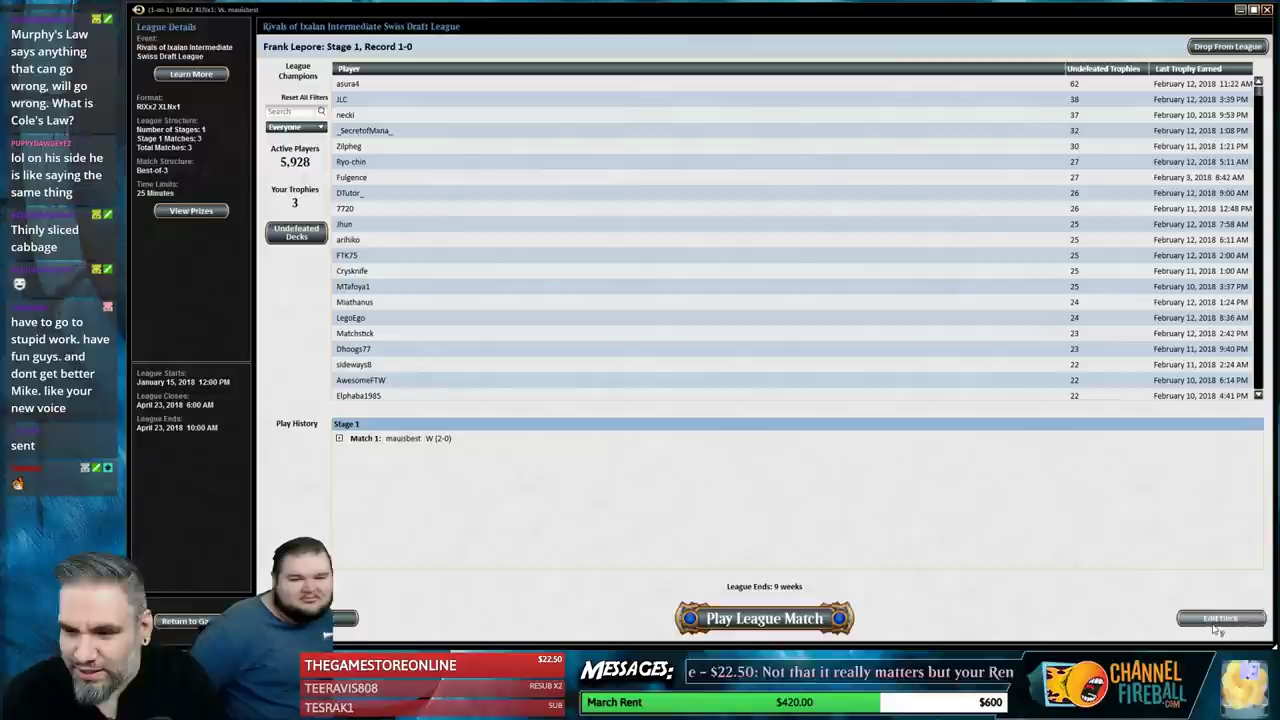 (1-on-1): RIXx2 XLNx1: Vs. mauisbest
Murphy's Law
says anything
that can go
wrong, will go
wrong. What is
Cole's Law?
PUPPYDAWGEYEZ
lol on his side he
is like saying the
same thing
Thinly sliced
cabbage
have to go to
stupid work. have
fun guys. and
dont get better
Mike. like your
new voice
sent
League Details
Event:
Rivals of Ixalan Intermediate
Swiss Draft League
Learn More
Format:
RIXx2 XLNx1
League Structure:
Number of Stages: 1
Stage 1 Matches: 3
Total Matches: 3
Match Structure:
Best-of-3
Time Limits:
25 Minutes
View Prizes
League Starts:
January 15, 2018 12:00 PM
League Closes:
April 23, 2018 6:00 AM
League Ends:
April 23, 2018 10:00 AM
Return to Ga
Rivals of Ixalan Intermediate Swiss Draft League
Frank Lepore: Stage 1, Record 1-0
Drop From League
League
Champions
Reset All Filters
Search
Everyone
Active Players
5,928
Your Trophies
3
Undefeated
Decks
Player Undefeated Trophies Last Trophy Earned
asura4 62 February 12, 2018 11:22 AM
JLC 38 February 12, 2018 3:39 PM
necki 37 February 10, 2018 9:53 PM
_SecretofMana_ 32 February 12, 2018 1:08 PM
Zilpheg 30 February 11, 2018 1:21 PM
Ryo-chin 27 February 12, 2018 5:11 AM
Fulgence 27 February 3, 2018 8:42 AM
DTutor_ 26 February 12, 2018 9:00 AM
7720 26 February 11, 2018 12:48 PM
Jhun 25 February 12, 2018 7:58 AM
arihiko 25 February 12, 2018 6:11 AM
FTK75 25 February 12, 2018 2:00 AM
Crysknife 25 February 11, 2018 1:00 AM
MTafoya1 25 February 10, 2018 3:37 PM
Miathanus 24 February 12, 2018 1:24 PM
LegoEgo 24 February 12, 2018 8:36 AM
Matchstick 23 February 12, 2018 2:42 PM
Dhoogs77 23 February 11, 2018 9:40 PM
sideways8 22 February 11, 2018 2:24 AM
AwesomeFTW 22 February 10, 2018 6:14 PM
Elphaba1985 22 February 10, 2018 4:41 PM
Play History
Stage 1
Match 1: mauisbest W (2-0)
League Ends: 9 weeks
Play League Match
Edit Deck
THEGAMESTOREONLINE $22.50
TEERAVIS808 RESUB X2
TESRAK1 SUB
MESSAGES:
e – $22.50: Not that it really matters but your Ren
March Rent $420.00 $600
CHANNEL
FIREBALL
.COM